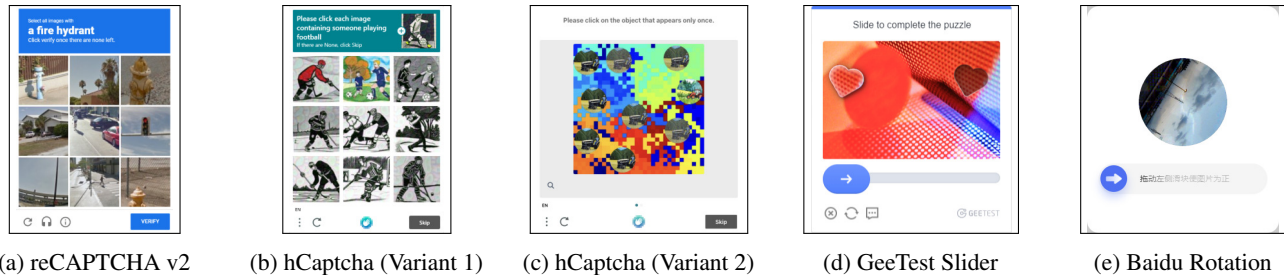 Select all images with
a fire hydrant
Click verify once there are none left.
VERIFY
(a) reCAPTCHA v2
Please click each image
containing someone playing
football
If there are None, click Skip
EN
Skip
(b) hCaptcha (Variant 1)
Please click on the object that appears only once.
EN
Skip
(c) hCaptcha (Variant 2)
Slide to complete the puzzle
GEETEST
(d) GeeTest Slider
拖动左侧滑块使图片为正
(e) Baidu Rotation